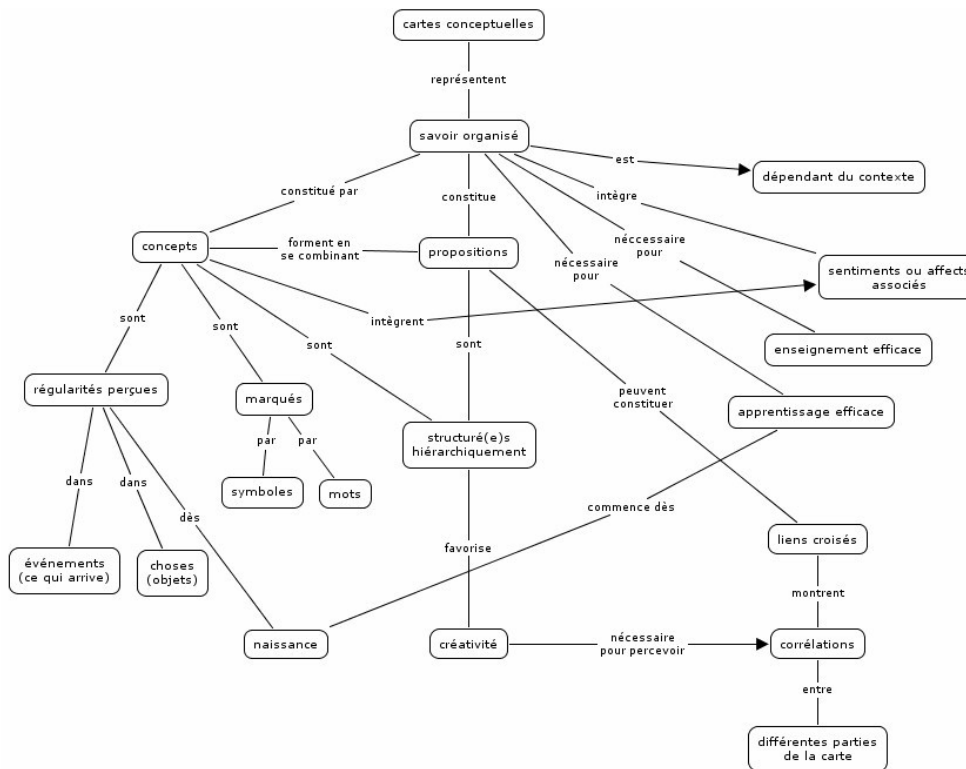 cartes conceptuelles
représentent
savoir organisé
est
dépendant du contexte
constitué par
constitue
intègre
nécessaire
pour
néccessaire
pour
concepts
forment en
se combinant
propositions
sentiments ou affects
associés
intègrent
sont
sont
sont
sont
enseignement efficace
régularités perçues
marqués
peuvent
constituer
apprentissage efficace
structuré(e)s
hiérarchiquement
par
par
symboles
mots
dans
dans
dès
commence dès
favorise
liens croisés
événements
(ce qui arrive)
choses
(objets)
montrent
naissance
créativité
nécessaire
pour percevoir
corrélations
entre
différentes parties
de la carte